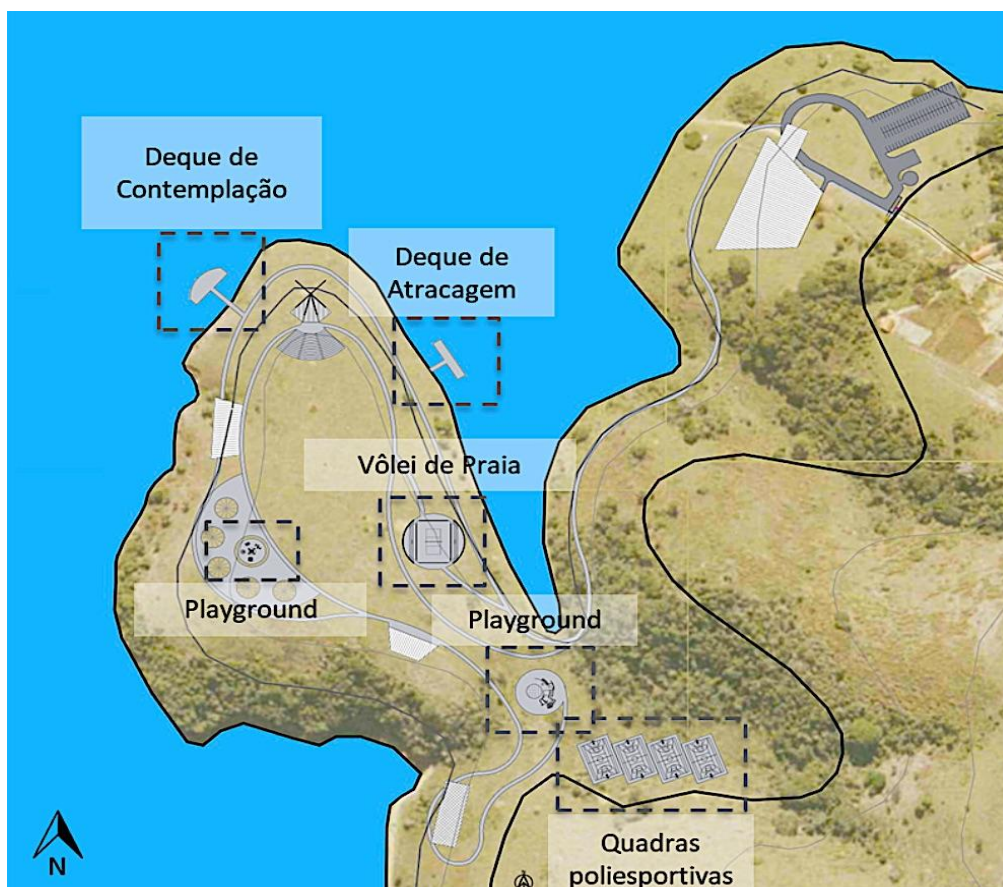 Deque de
Contemplação
Deque de
Atracagem
Vôlei de Praia
Playground
Playground
Quadras
poliesportivas
N